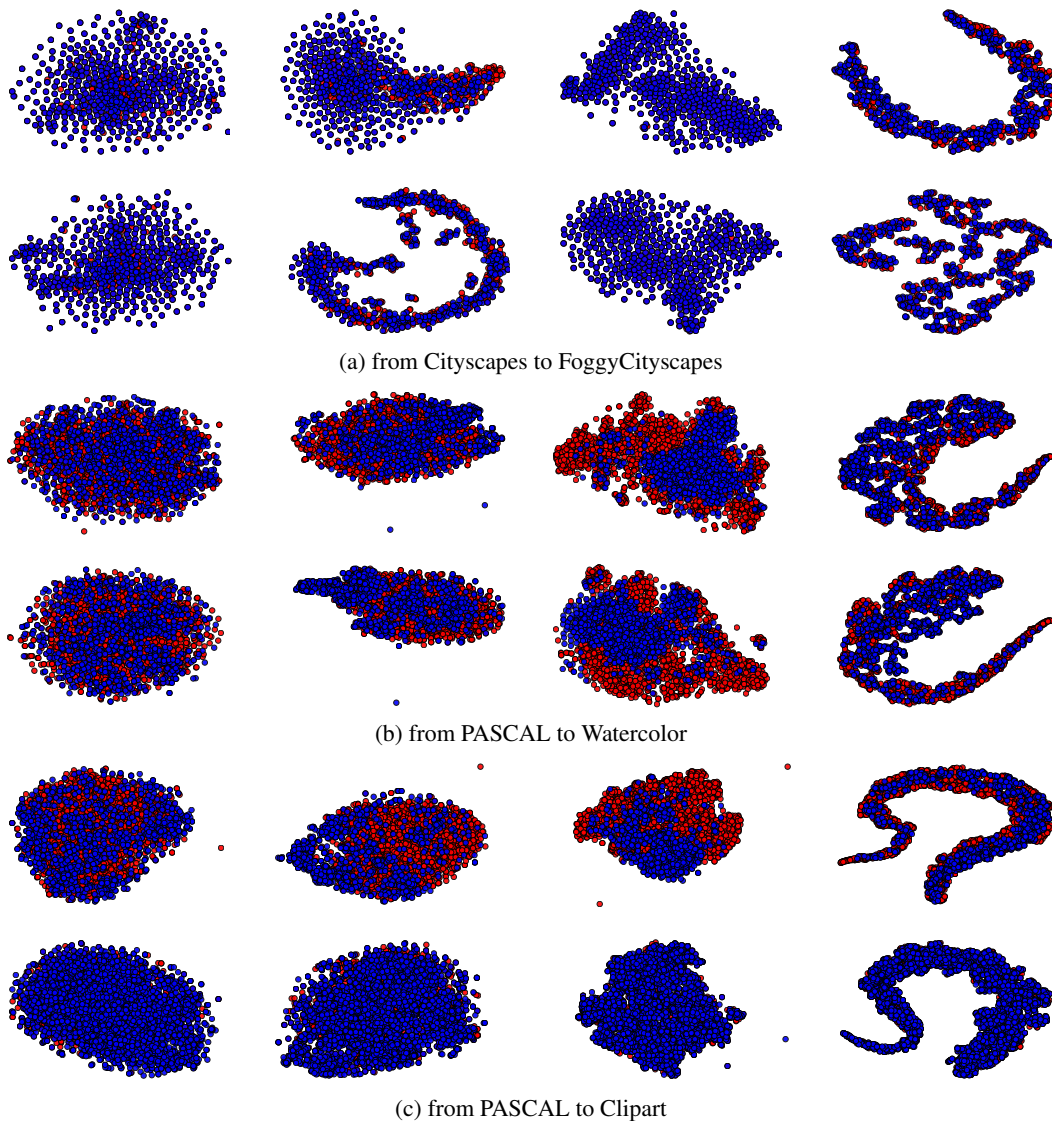 (a) from Cityscapes to FoggyCityscapes
(b) from PASCAL to Watercolor
(c) from PASCAL to Clipart